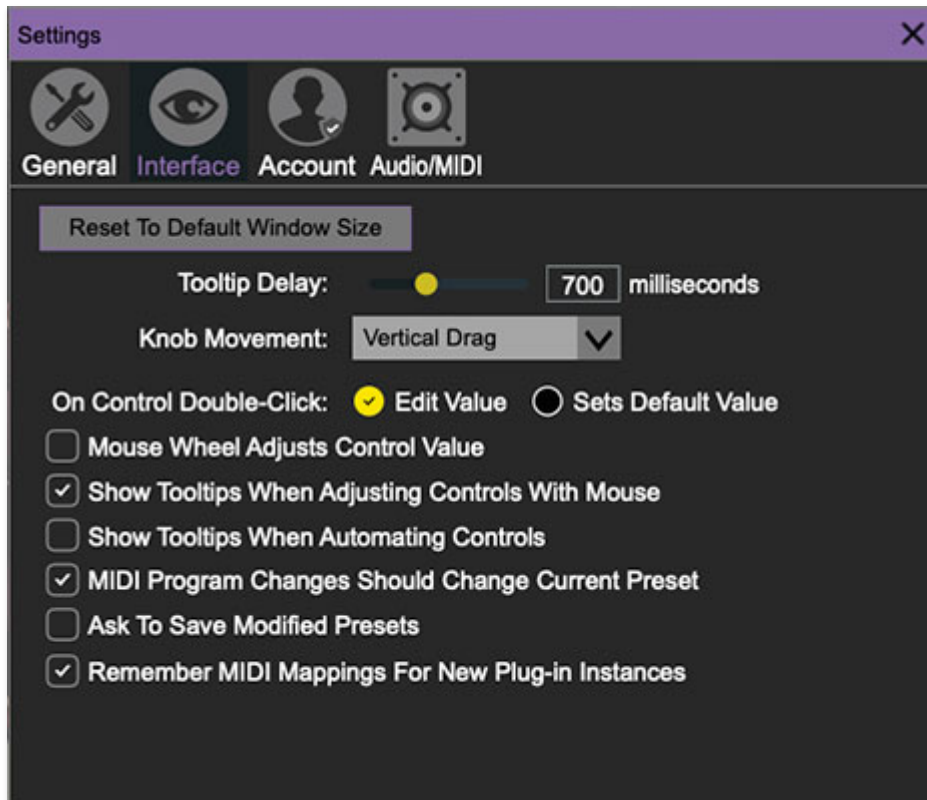 Settings
General Interface Account Audio/MIDI
Reset To Default Window Size
Tooltip Delay: 700 milliseconds
Knob Movement: Vertical Drag
On Control Double-Click: Edit Value Sets Default Value
Mouse Wheel Adjusts Control Value
Show Tooltips When Adjusting Controls With Mouse
Show Tooltips When Automating Controls
MIDI Program Changes Should Change Current Preset
Ask To Save Modified Presets
Remember MIDI Mappings For New Plug-in Instances